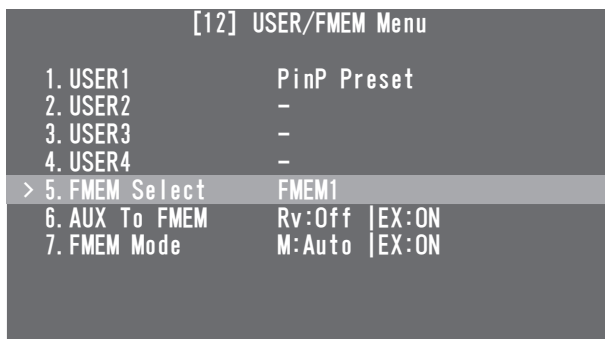 [12] USER/FMEM Menu
1. USER1 PinP Preset
2. USER2 –
3. USER3 –
4. USER4 –
> 5. FMEM Select FMEM1
6. AUX To FMEM Rv:Off |EX:ON
7. FMEM Mode M:Auto |EX:ON